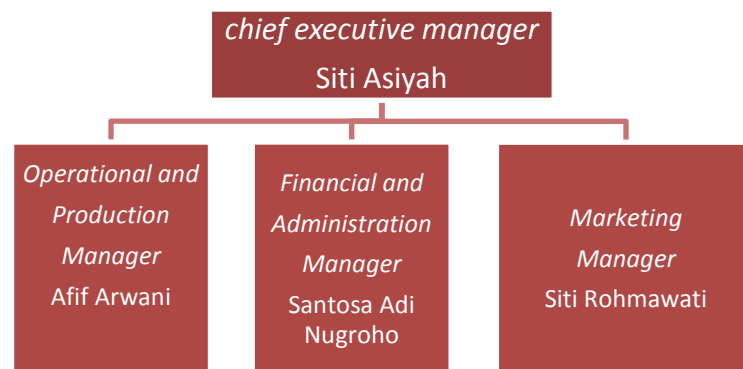 chief executive manager
Siti Asiyah
Operational and
Production
Manager
Afif Arwani
Financial and
Administration
Manager
Santosa Adi
Nugroho
Marketing
Manager
Siti Rohmawati